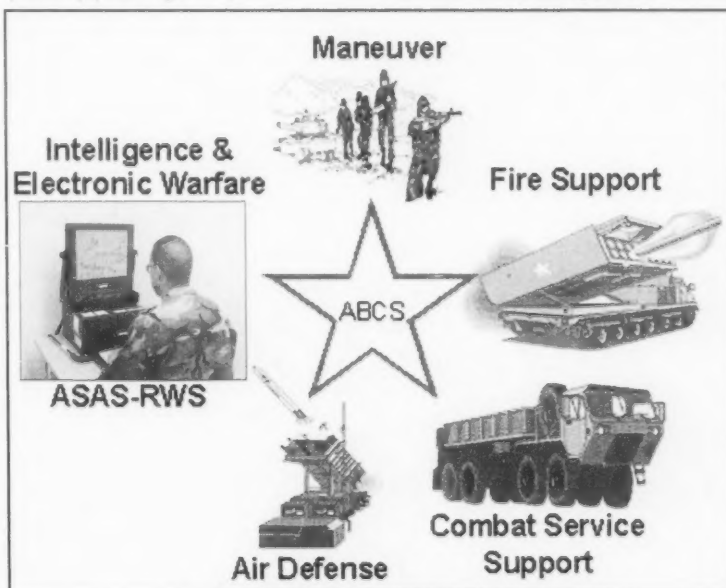 Maneuver
Intelligence &
Electronic Warfare
Fire Support
ABCS
ASAS-RWS
Air Defense
Combat Service
Support